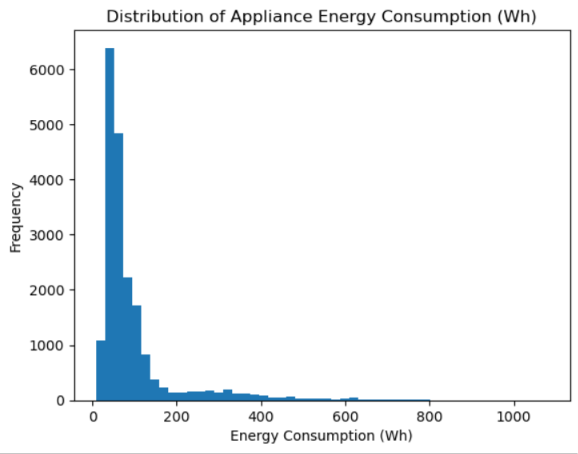 Distribution of Appliance Energy Consumption (Wh)
6000
5000
4000
3000
2000
1000
0
Frequency
0 200 400 600 800 1000
Energy Consumption (Wh)